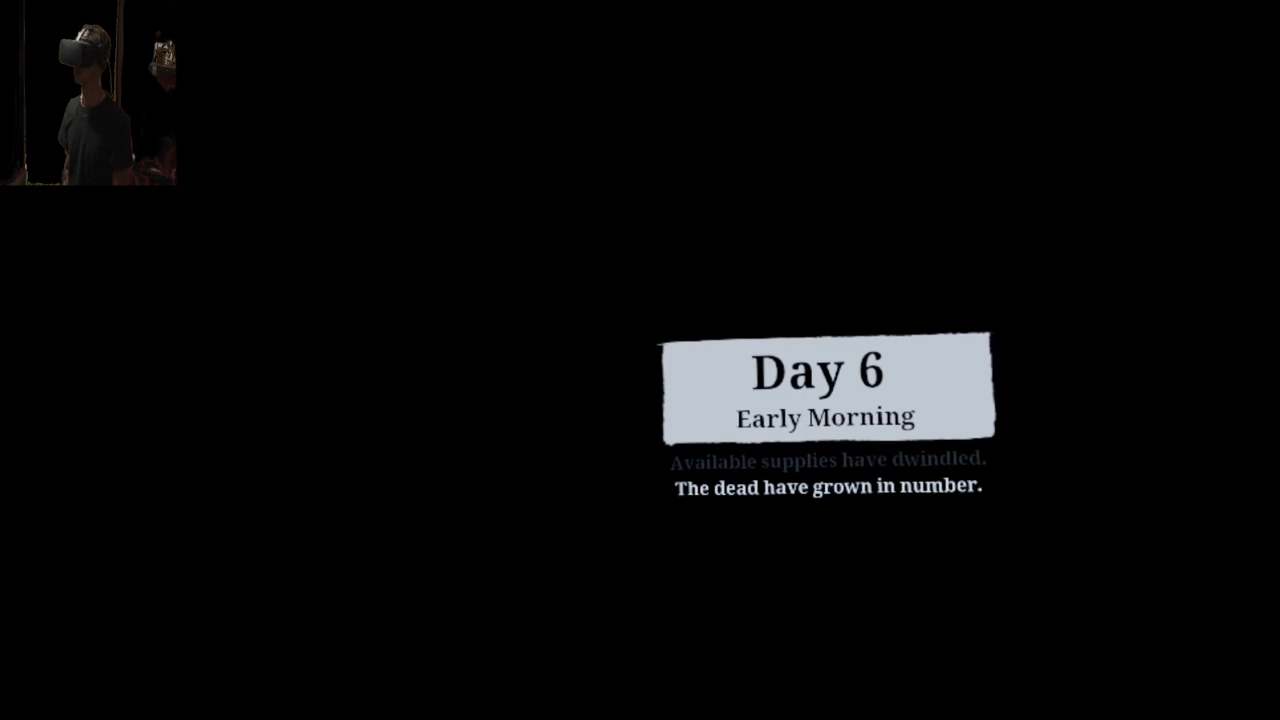 Day 6
Early Morning
Available supplies have dwindled.
The dead have grown in number.